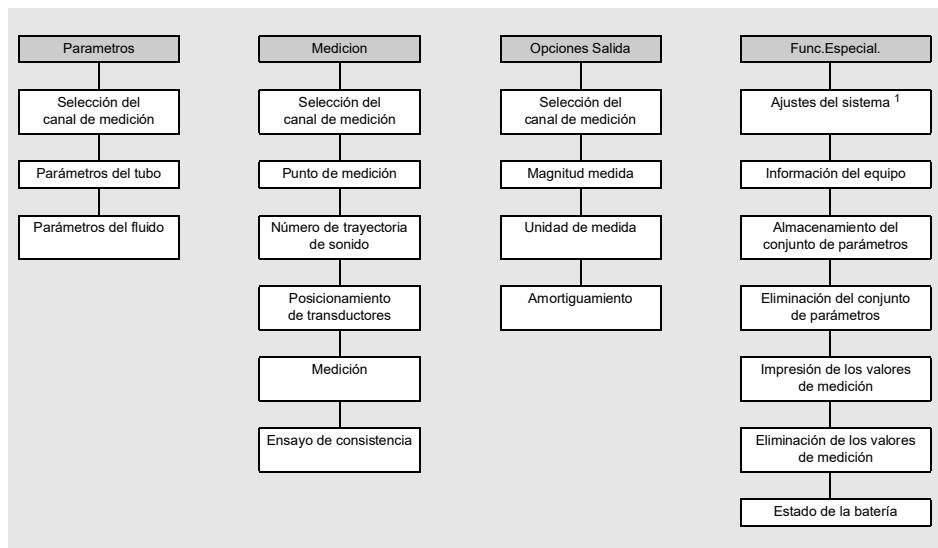 Parametros
Selección del
canal de medición
Parámetros del tubo
Parámetros del fluido
Medicion
Selección del
canal de medición
Punto de medición
Número de trayectoria
de sonido
Posicionamiento
de transductores
Medición
Ensayo de consistencia
Opciones Salida
Selección del
canal de medición
Magnitud medida
Unidad de medida
Amortiguamiento
Func.Especial.
Ajustes del sistema 1
Información del equipo
Almacenamiento del
conjunto de parámetros
Eliminación del conjunto
de parámetros
Impresión de los valores
de medición
Eliminación de los valores
de medición
Estado de la batería